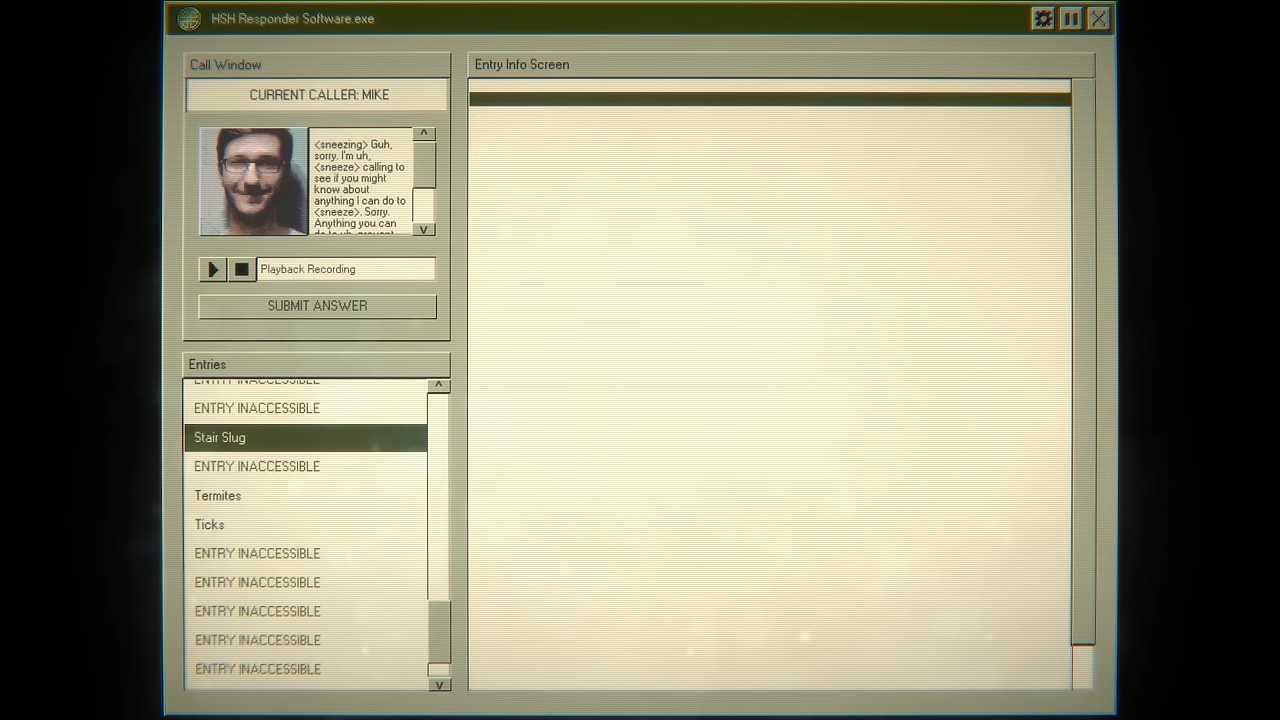 HSH Responder Software.exe
Call Window
CURRENT CALLER: MIKE
<sneezing> Guh,
sorry. I'm uh,
<sneeze> calling to
see if you might
know about
anything I can do to
<sneeze>. Sorry.
Anything you can
Playback Recording
SUBMIT ANSWER
Entries
ENTRY INACCESSIBLE
ENTRY INACCESSIBLE
Stair Slug
ENTRY INACCESSIBLE
Termites
Ticks
ENTRY INACCESSIBLE
ENTRY INACCESSIBLE
ENTRY INACCESSIBLE
ENTRY INACCESSIBLE
ENTRY INACCESSIBLE
Entry Info Screen